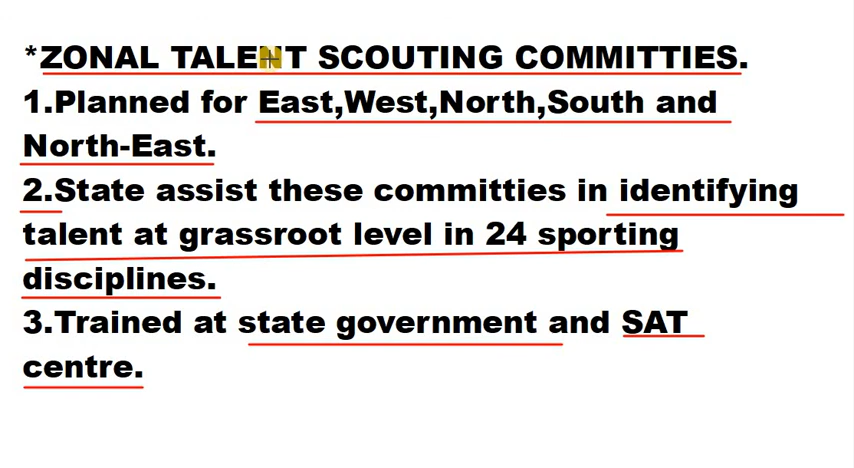 *ZONAL TALENT SCOUTING COMMITTIES.
1.Planned for East,West,North,South and
North-East.
2.State assist these committies in identifying
talent at grassroot level in 24 sporting
disciplines.
3.Trained at state government and SAT
centre.